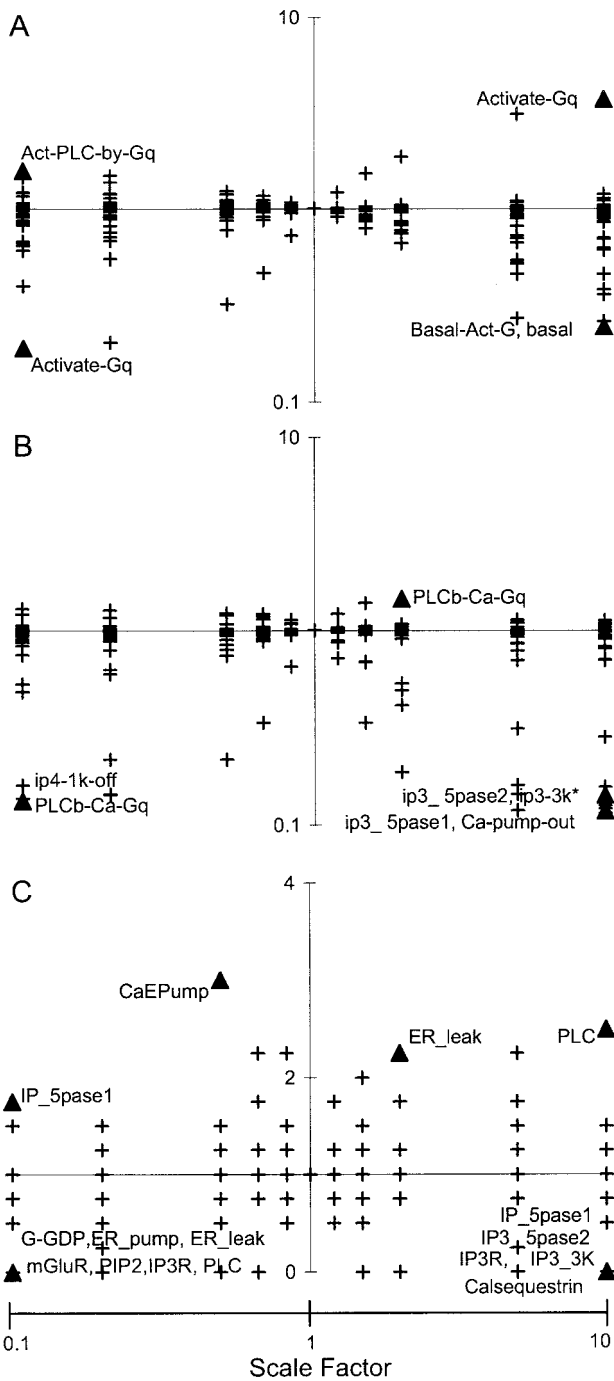 A
10
Activate-Gq
Act-PLC-by-Gq
Basal-Act-G, basal
Activate-Gq
0.1
B
10
PLCb-Ca-Gq
ip4-1k-off
PLCb-Ca-Gq
ip3_ 5pase2, ip3-3k*
ip3_ 5pase1, Ca-pump-out
0.1
C
4
CaEPump
ER_leak
PLC
2
IP_5pase1
IP_5pase1
G-GDP,ER_pump, ER_leak
IP3_5pase2
mGluR, PIP2,IP3R, PLC
0
IP3R, IP3_3K
Calsequestrin
0.1
1
10
Scale Factor